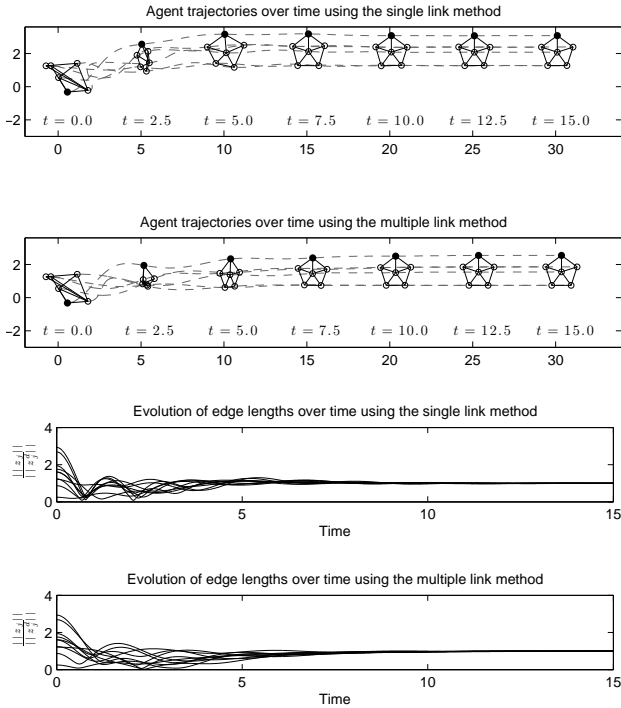 Agent trajectories over time using the single link method
2
0
−2
t = 0.0 t = 2.5 t = 5.0 t = 7.5 t = 10.0 t = 12.5 t = 15.0
0 5 10 15 20 25 30
Agent trajectories over time using the multiple link method
2
0
−2
t = 0.0 t = 2.5 t = 5.0 t = 7.5 t = 10.0 t = 12.5 t = 15.0
0 5 10 15 20 25 30
Evolution of edge lengths over time using the single link method
||z_j||/||z_j^d||
4
2
0
0 5 10 15
Time
Evolution of edge lengths over time using the multiple link method
||z_j||/||z_j^d||
4
2
0
0 5 10 15
Time